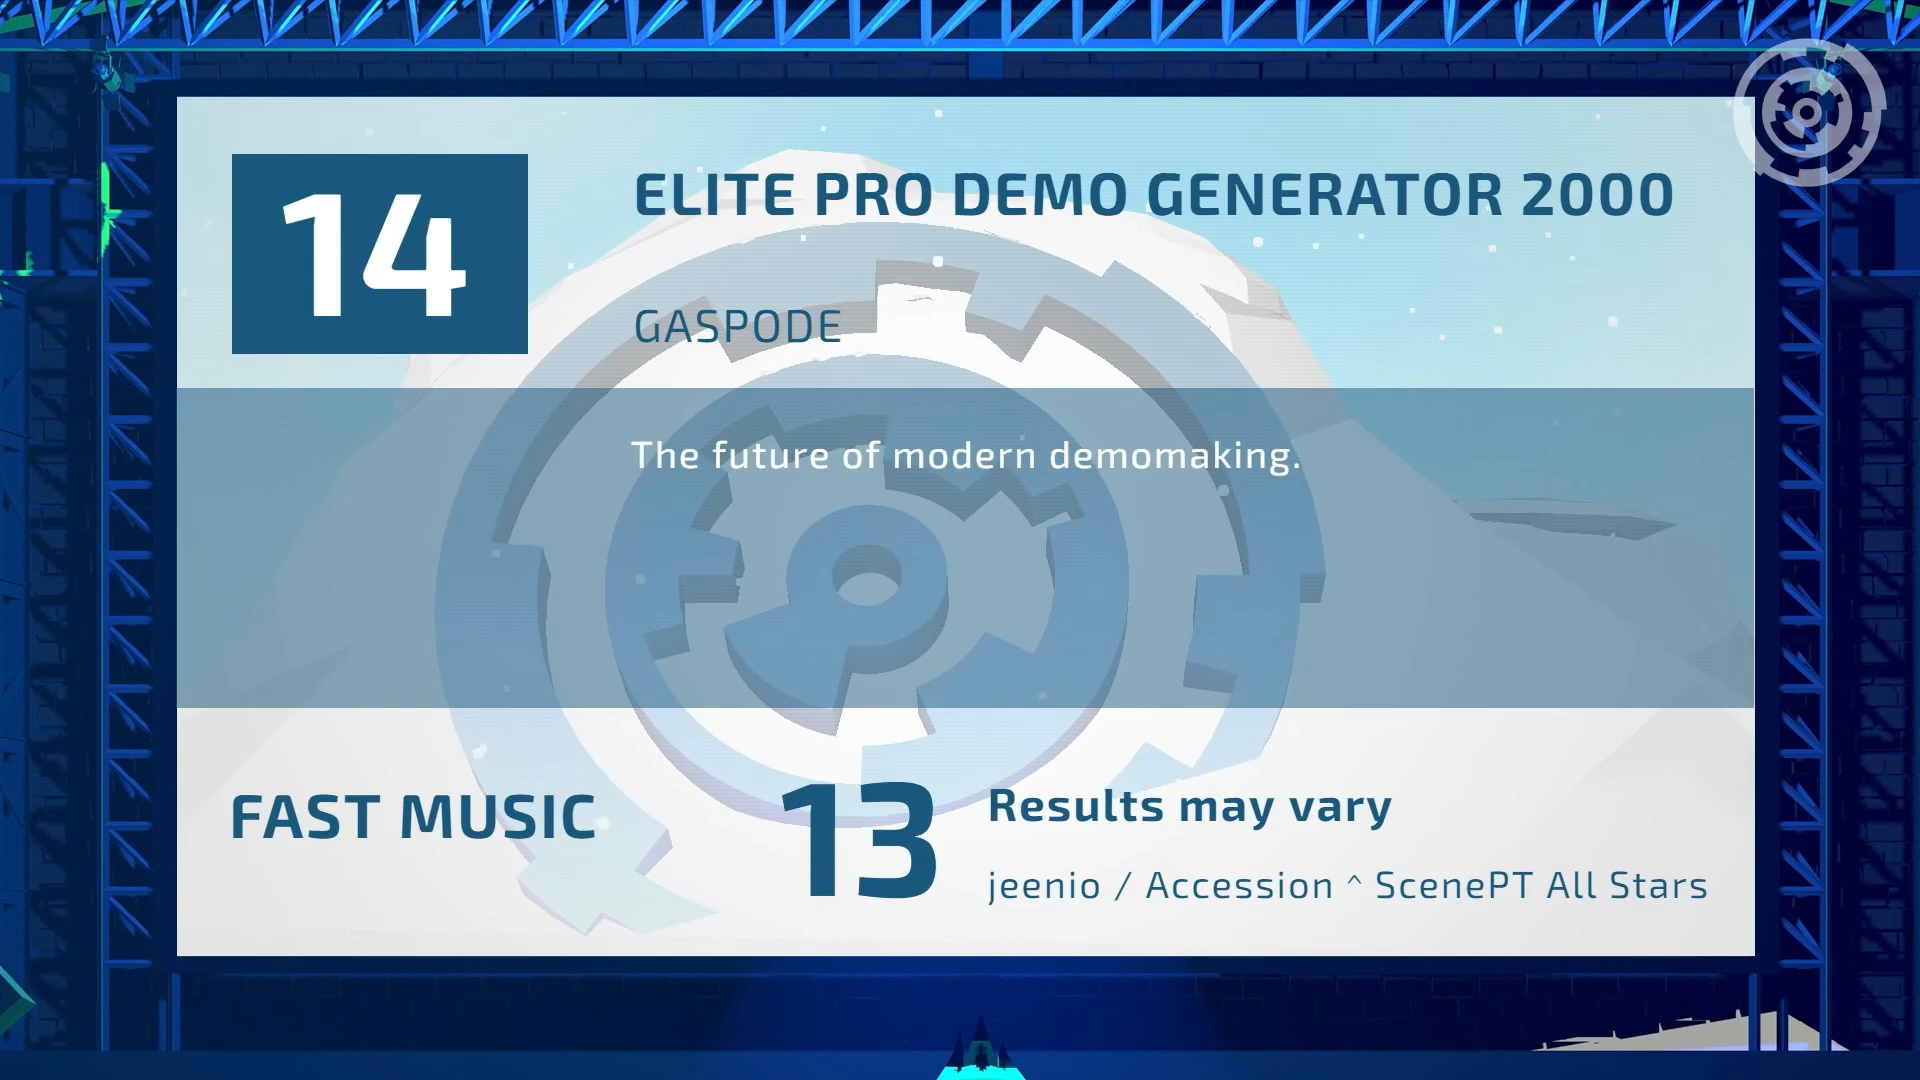 14
ELITE PRO DEMO GENERATOR 2000
GASPODE
The future of modern demomaking.
FAST MUSIC
13
Results may vary
jeenio / Accession ^ ScenePT All Stars